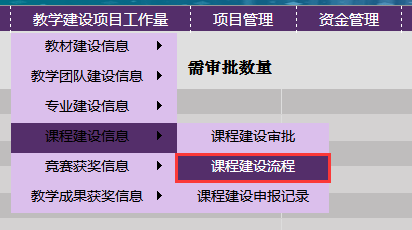 教学建设项目工作量 项目管理 资金管理
教材建设信息
教学团队建设信息
需审批数量
专业建设信息
课程建设信息
课程建设审批
竞赛获奖信息
课程建设流程
教学成果获奖信息
课程建设申报记录